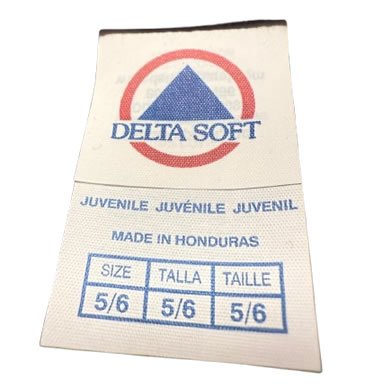 DELTA SOFT
JUVENILE JUVÉNILE JUVENIL
MADE IN HONDURAS
SIZE TALLA TAILLE
5/6 5/6 5/6